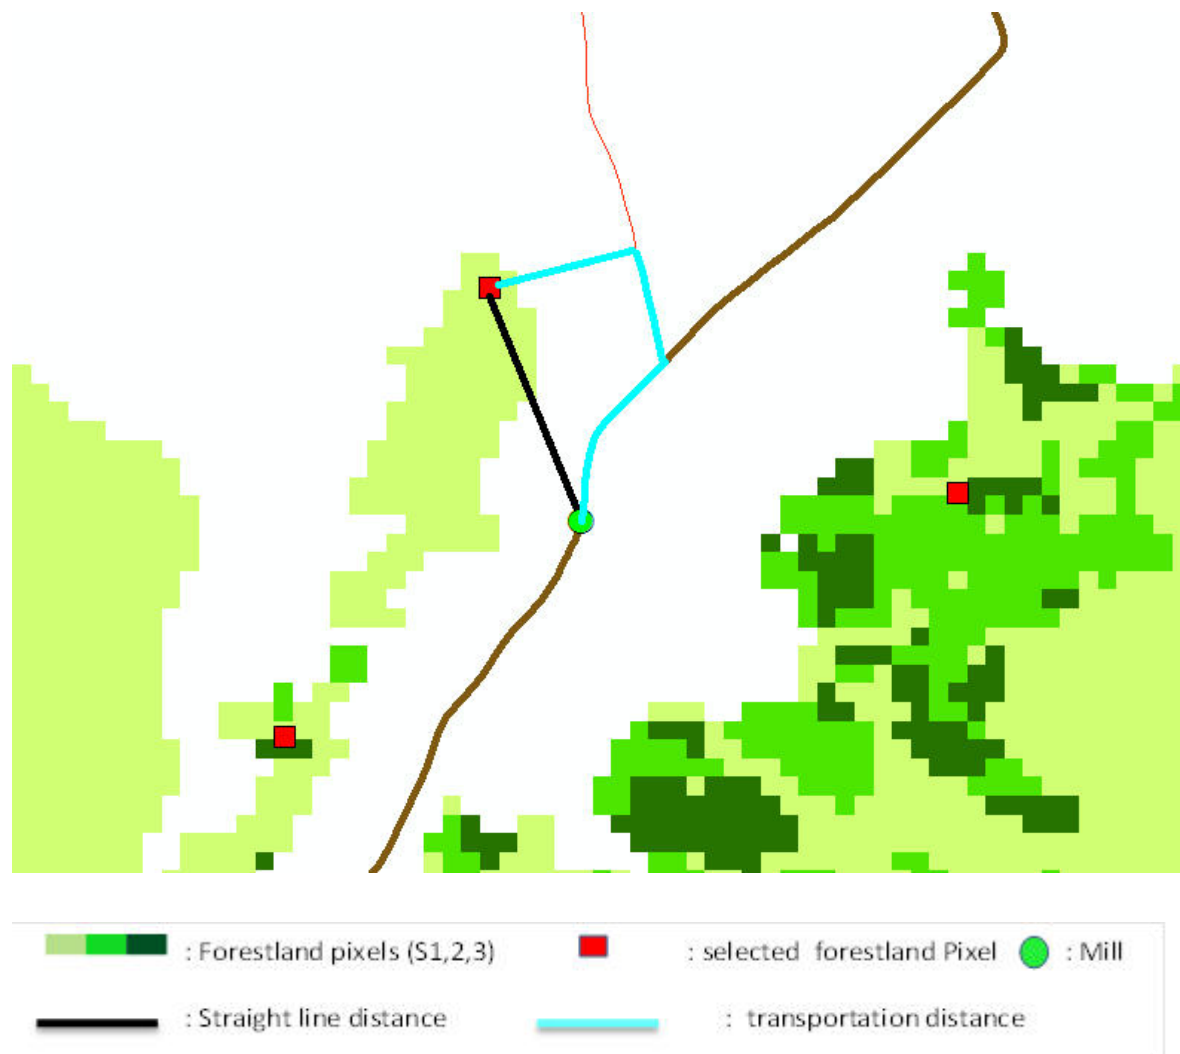 : Forestland pixels (S1,2,3)
: selected forestland Pixel
: Mill
: Straight line distance
: transportation distance